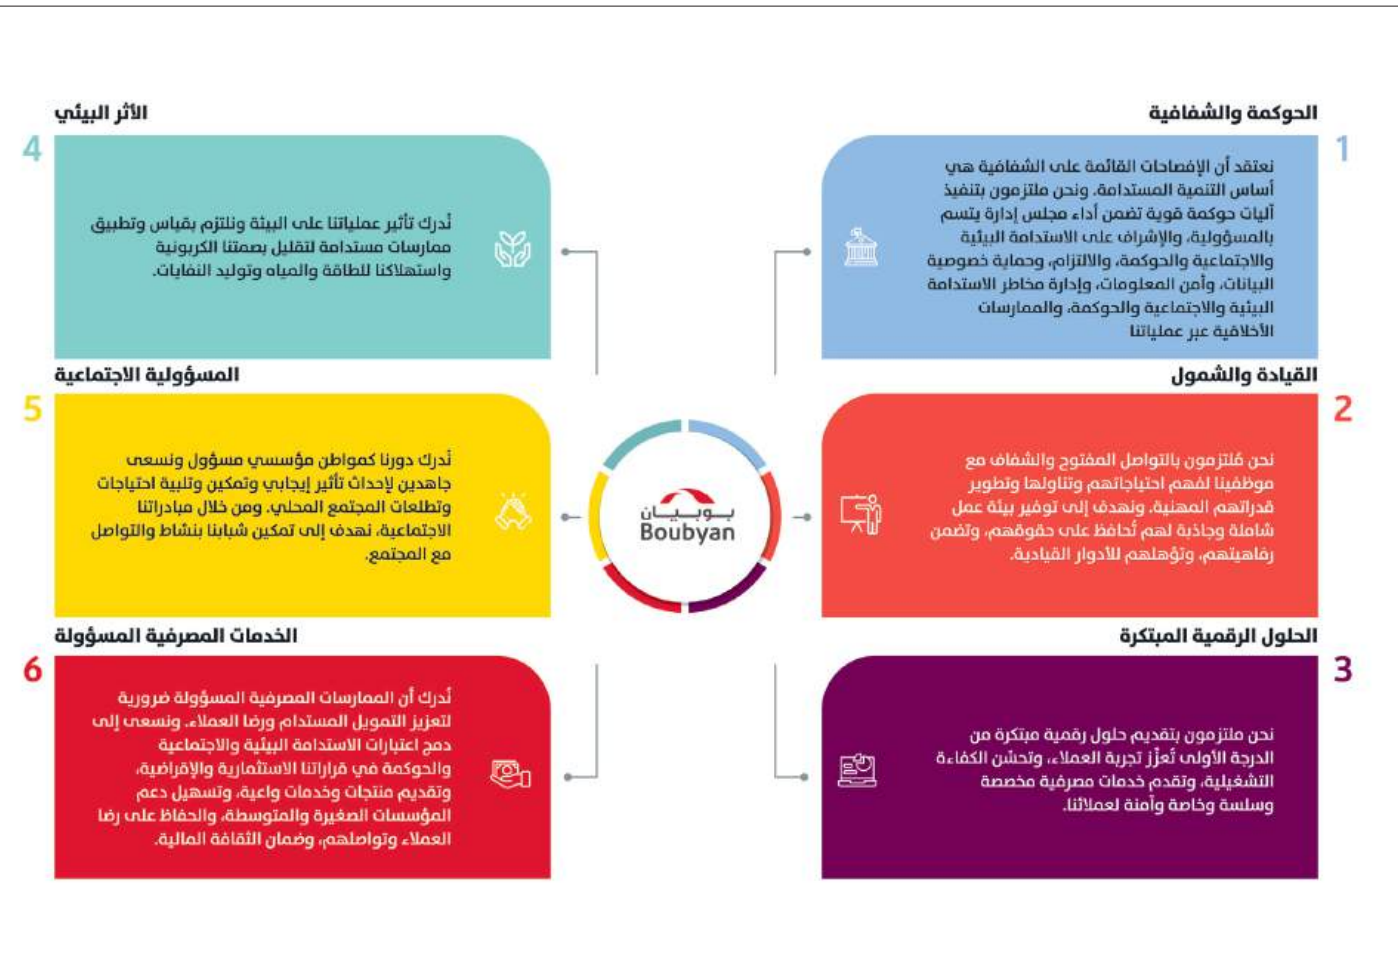 الحوكمة والشفافية
1
نعتقد أن الإفصاحات القائمة على الشفافية هي
أساس التنمية المستدامة. ونحن ملتزمون بتنفيذ
آليات حوكمة قوية تضمن أداء مجلس إدارة يتسم
بالمسؤولية، والإشراف على الاستدامة البيئية
والاجتماعية والحوكمة، والالتزام، وحماية خصوصية
البيانات، وأمن المعلومات، وإدارة مخاطر الاستدامة
البيئية والاجتماعية والحوكمة، والممارسات
الأخلاقية عبر عملياتنا
القيادة والشمول
2
نحن مُلتزمون بالتواصل المفتوح والشفاف مع
موظفينا لفهم احتياجاتهم وتناولها وتطوير
قدراتهم المهنية. ونهدف إلى توفير بيئة عمل
شاملة وجاذبة لهم تُحافظ على حقوقهم، وتضمن
رفاهيتهم، وتؤهلهم للأدوار القيادية.
الحلول الرقمية المبتكرة
3
نحن ملتزمون بتقديم حلول رقمية مبتكرة من
الدرجة الأولى تُعزّز تجربة العملاء، وتحسّن الكفاءة
التشغيلية، وتقدم خدمات مصرفية مخصصة
وسلسة وخاصة وآمنة لعملائنا.
بوبيان
Boubyan
الأثر البيئي
4
نُدرك تأثير عملياتنا على البيئة ونلتزم بقياس وتطبيق
ممارسات مستدامة لتقليل بصمتنا الكربونية
واستهلاكنا للطاقة والمياه وتوليد النفايات.
المسؤولية الاجتماعية
5
نُدرك دورنا كمواطن مؤسسي مسؤول ونسعى
جاهدين لإحداث تأثير إيجابي وتمكين وتلبية احتياجات
وتطلعات المجتمع المحلي. ومن خلال مبادراتنا
الاجتماعية، نهدف إلى تمكين شبابنا بنشاط والتواصل
مع المجتمع.
الخدمات المصرفية المسؤولة
6
نُدرك أن الممارسات المصرفية المسؤولة ضرورية
لتعزيز التمويل المستدام ورضا العملاء. ونسعى إلى
دمج اعتبارات الاستدامة البيئية والاجتماعية
والحوكمة في قراراتنا الاستثمارية والإقراضية،
وتقديم منتجات وخدمات واعية، وتسهيل دعم
المؤسسات الصغيرة والمتوسطة، والحفاظ على رضا
العملاء وتواصلهم، وضمان الثقافة المالية.